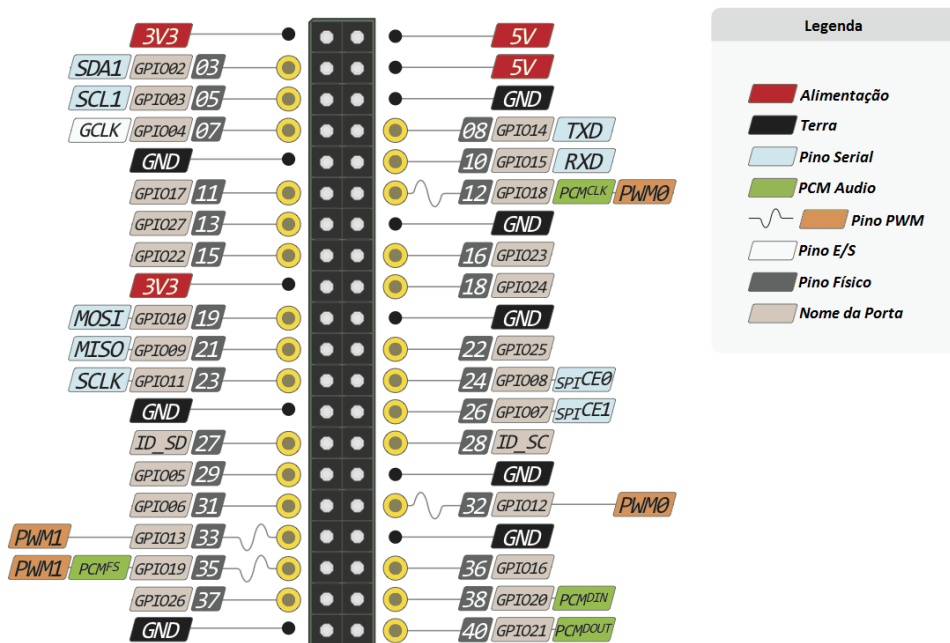 3V3 5V
SDA1 GPIO02 03 5V
SCL1 GPIO03 05 GND
GCLK GPIO04 07 08 GPIO14 TXD
GND 10 GPIO15 RXD
GPIO17 11 12 GPIO18 PCMCLK PWM0
GPIO27 13 GND
GPIO22 15 16 GPIO23
3V3 18 GPIO24
MOSI GPIO10 19 GND
MISO GPIO09 21 22 GPIO25
SCLK GPIO11 23 24 GPIO08 SPICE0
GND 26 GPIO07 SPICE1
ID_SD 27 28 ID_SC
GPIO05 29 GND
GPIO06 31 32 GPIO12 PWM0
PWM1 GPIO13 33 GND
PWM1 PCMFS GPIO19 35 36 GPIO16
GPIO26 37 38 GPIO20 PCMDIN
GND 40 GPIO21 PCMDOUT
Legenda
Alimentação
Terra
Pino Serial
PCM Audio
Pino PWM
Pino E/S
Pino Físico
Nome da Porta